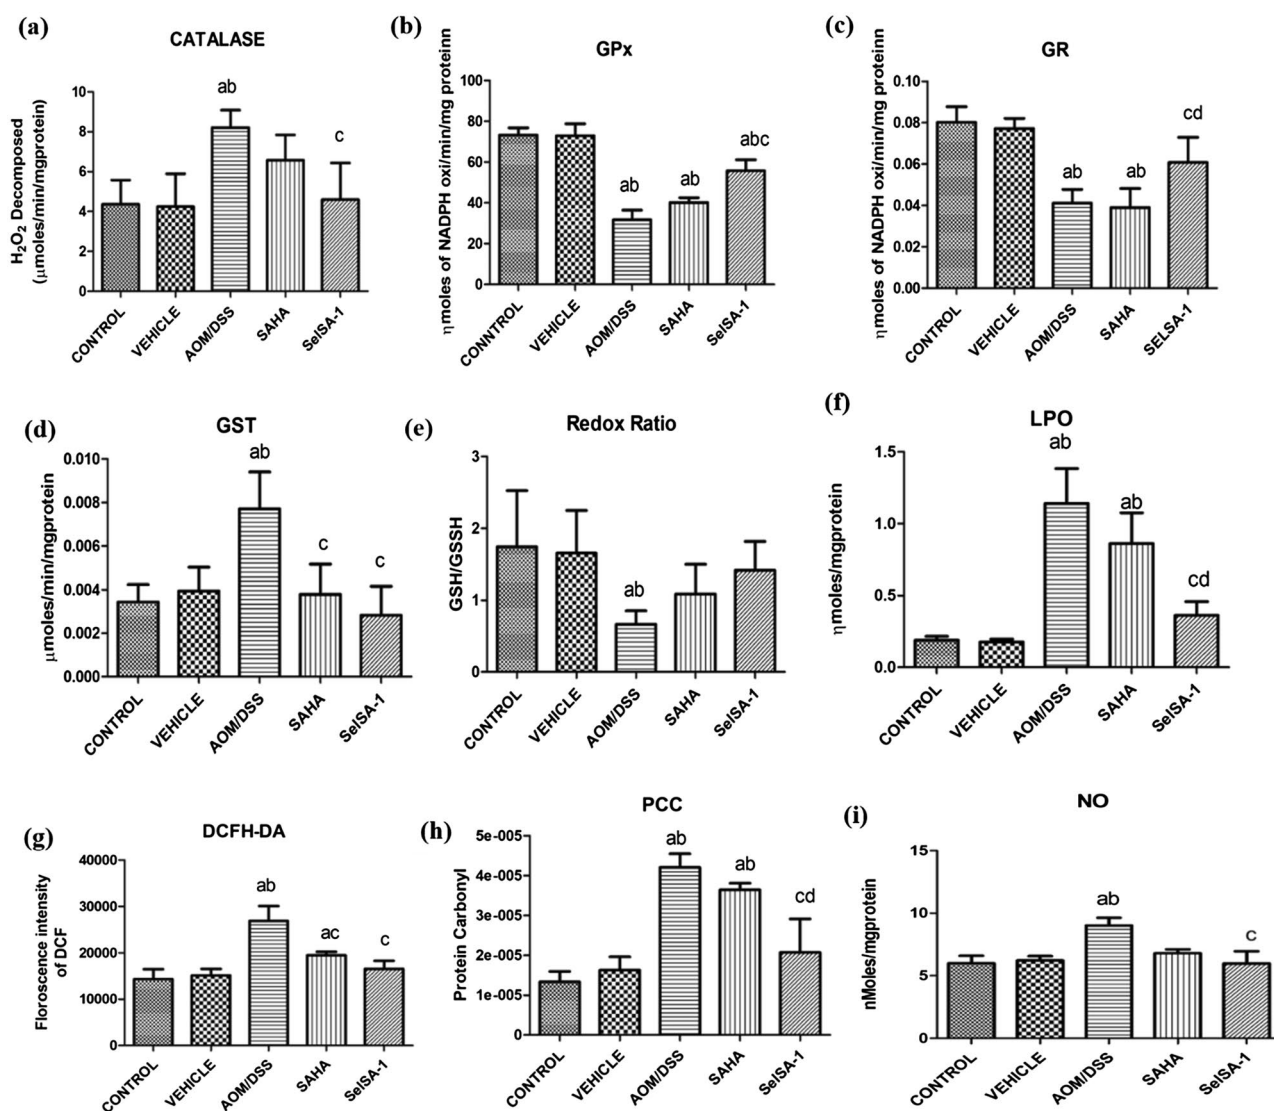 (a)
CATALASE
H2O2 Decomposed
(μmoles/min/mgprotein)
10
8
6
4
2
0
ab
c
CONTROL
VEHICLE
AOM/DSS
SAHA
SelSA-1
(b)
GPx
ηmoles of NADPH oxi/min/mg proteinn
100
80
60
40
20
0
ab
ab
abc
CONNTROL
VEHICLE
AOM/DSS
SAHA
SelSA-1
(c)
GR
ηmoles of NADPH oxi/min/mg proteinn
0.10
0.08
0.06
0.04
0.02
0.00
ab
ab
cd
CONTROL
VEHICLE
AOM/DSS
SAHA
SELSA-1
(d)
GST
μmoles/min/mgprotein
0.010
0.008
0.006
0.004
0.002
0.000
ab
c
c
CONTROL
VEHICLE
AOM/DSS
SAHA
SelSA-1
(e)
Redox Ratio
GSH/GSSH
3
2
1
0
ab
CONTROL
VEHICLE
AOM/DSS
SAHA
SelSA-1
(f)
LPO
ηmoles/mgprotein
1.5
1.0
0.5
0.0
ab
ab
cd
CONTROL
VEHICLE
AOM/DSS
SAHA
SelSA-1
(g)
DCFH-DA
Floroscence intensity
of DCF
40000
30000
20000
10000
0
ab
ac
c
CONTROL
VEHICLE
AOM/DSS
SAHA
SelSA-1
(h)
PCC
Protein Carbonyl
5e-005
4e-005
3e-005
2e-005
1e-005
0
ab
ab
cd
CONTROL
VEHICLE
AOM/DSS
SAHA
SelSA-1
(i)
NO
nMoles/mgprotein
15
10
5
0
ab
c
CONTROL
VEHICLE
AOM/DSS
SAHA
SelSA-1